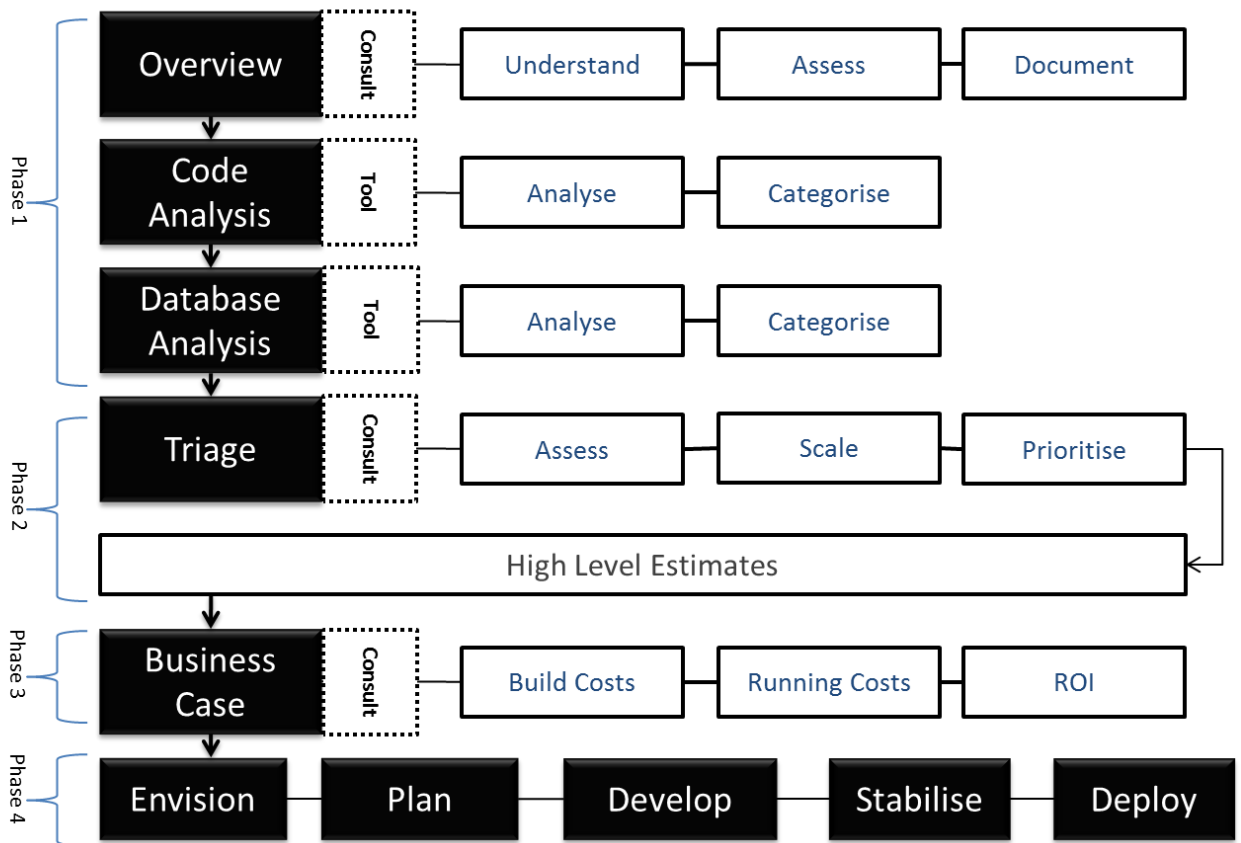 Phase 1
Overview
Consult
Understand
Assess
Document
Code
Analysis
Tool
Analyse
Categorise
Database
Analysis
Tool
Analyse
Categorise
Phase 2
Triage
Consult
Assess
Scale
Prioritise
High Level Estimates
Phase 3
Business
Case
Consult
Build Costs
Running Costs
ROI
Phase 4
Envision
Plan
Develop
Stabilise
Deploy